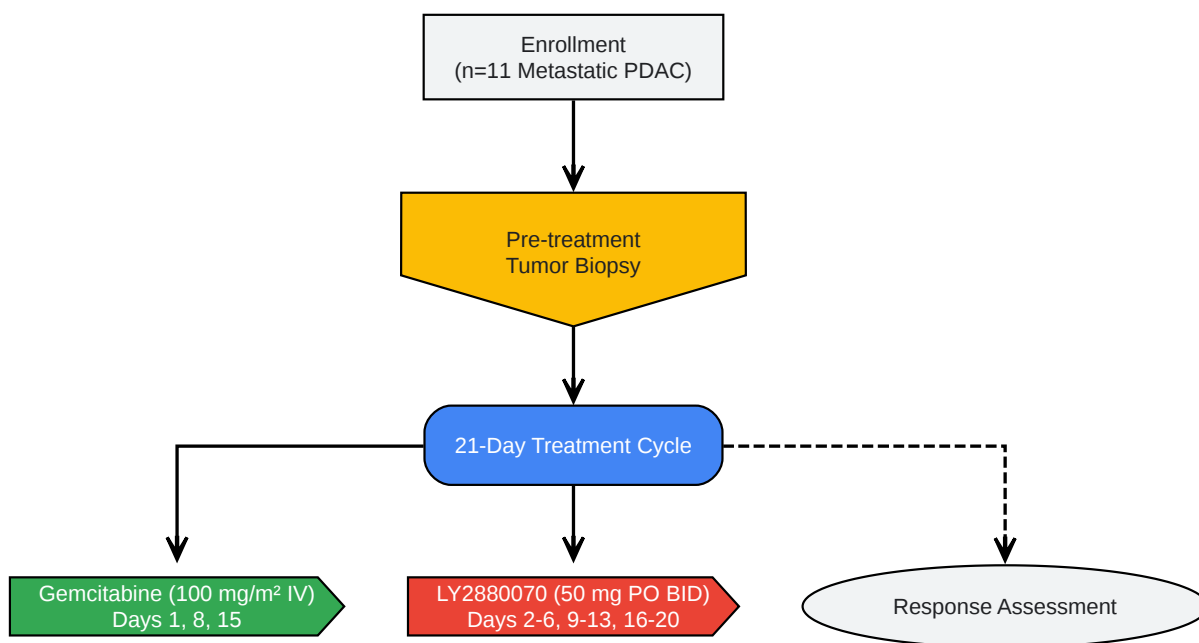 Enrollment
(n=11 Metastatic PDAC)
Pre-treatment
Tumor Biopsy
21-Day Treatment Cycle
Gemcitabine (100 mg/m² IV)
Days 1, 8, 15
LY2880070 (50 mg PO BID)
Days 2-6, 9-13, 16-20
Response Assessment